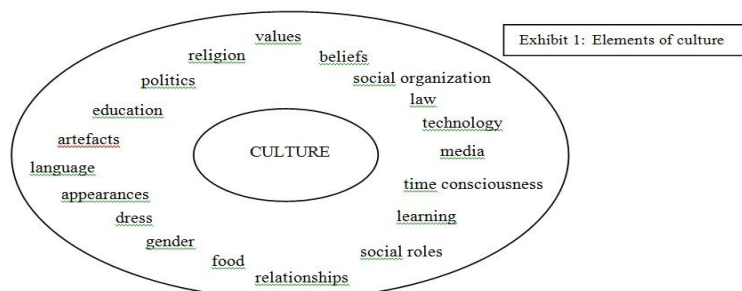 Exhibit 1: Elements of culture
values
religion
beliefs
politics
social organization
law
education
technology
artefacts
media
CULTURE
language
time consciousness
appearances
learning
dress
gender
social roles
food
relationships